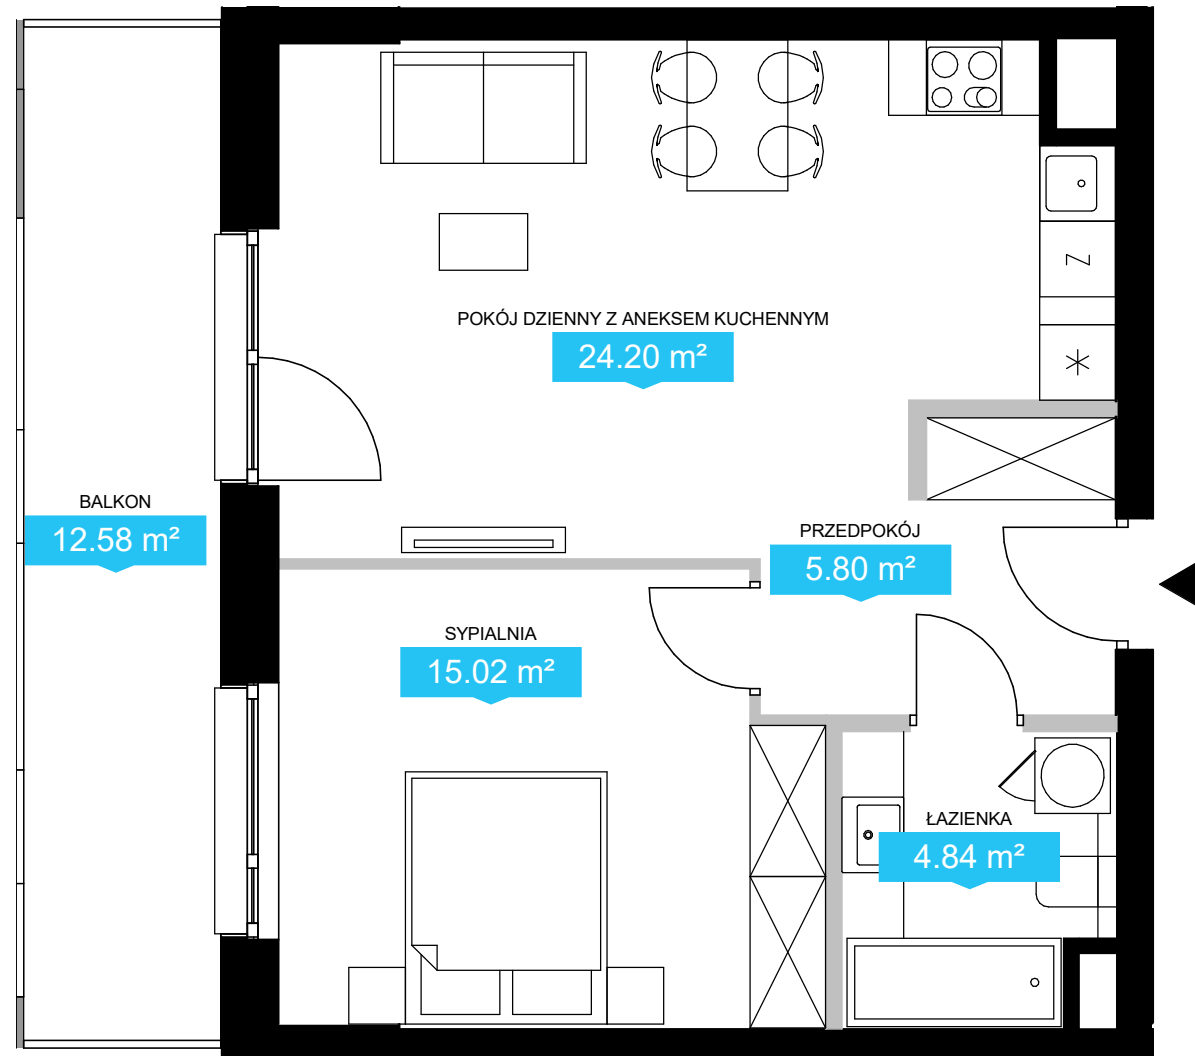 POKÓJ DZIENNY Z ANEKSEM KUCHENNYM
24.20 m²
Z
BALKON
12.58 m²
PRZEDPOKÓJ
5.80 m²
SYPIALNIA
15.02 m²
ŁAZIENKA
4.84 m²